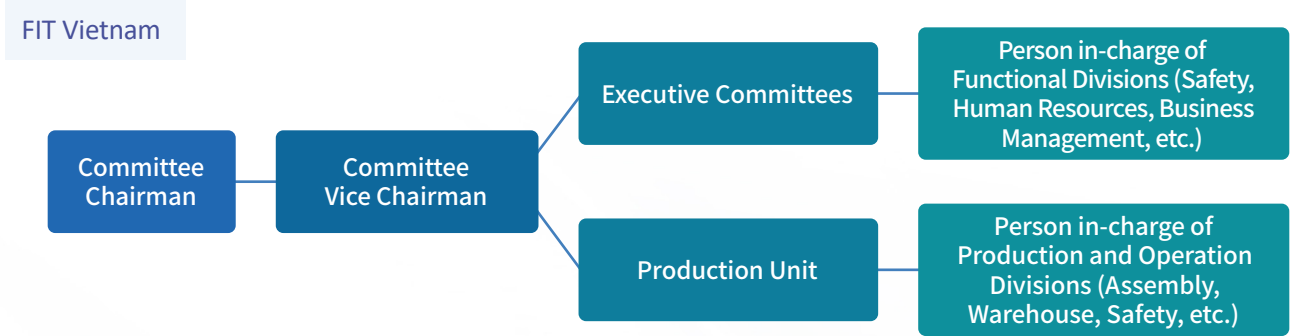 FIT Vietnam
Committee
Chairman
Committee
Vice Chairman
Executive Committees
Person in-charge of
Functional Divisions (Safety,
Human Resources, Business
Management, etc.)
Production Unit
Person in-charge of
Production and Operation
Divisions (Assembly,
Warehouse, Safety, etc.)